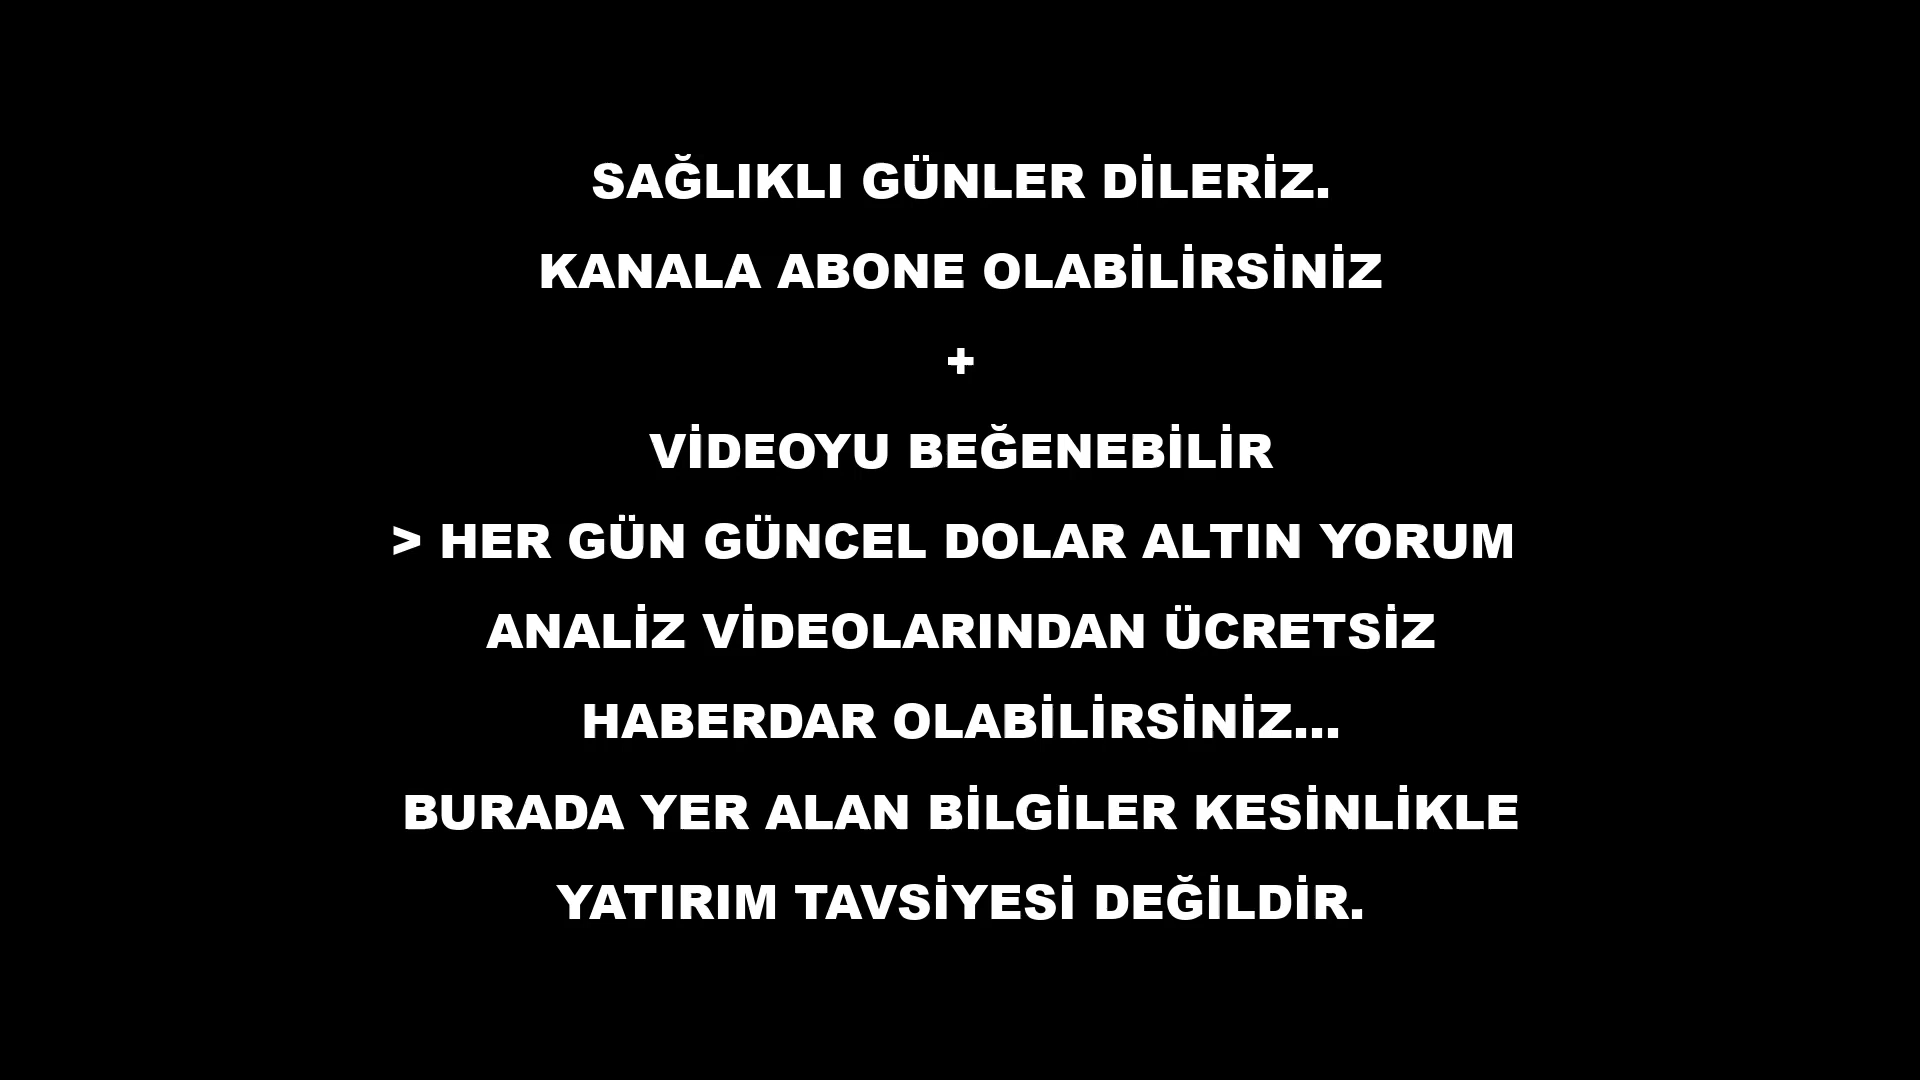 SAĞLIKLI GÜNLER DİLERİZ.
KANALA ABONE OLABİLİRSİNİZ
+
VİDEOYU BEĞENEBİLİR
> HER GÜN GÜNCEL DOLAR ALTIN YORUM
ANALİZ VİDEOLARINDAN ÜCRETSİZ
HABERDAR OLABİLİRSİNİZ...
BURADA YER ALAN BİLGİLER KESİNLİKLE
YATIRIM TAVSİYESİ DEĞİLDİR.